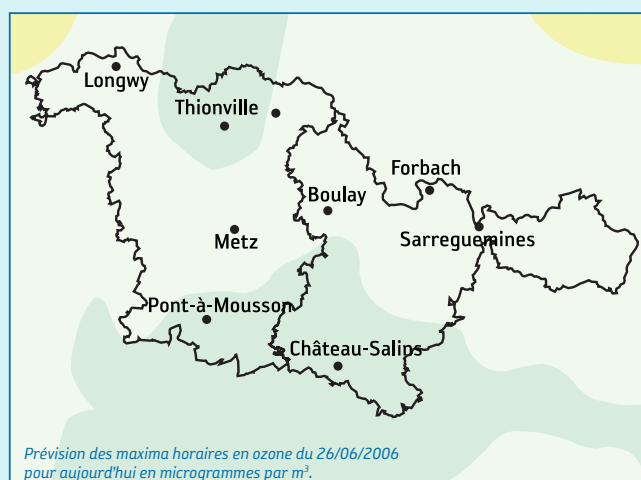 Longwy
Thionville
Forbach
Boulay
Metz
Sarreguemines
Pont-à-Mousson
Château-Salins
Prévision des maxima horaires en ozone du 26/06/2006
pour aujourd'hui en microgrammes par m³.